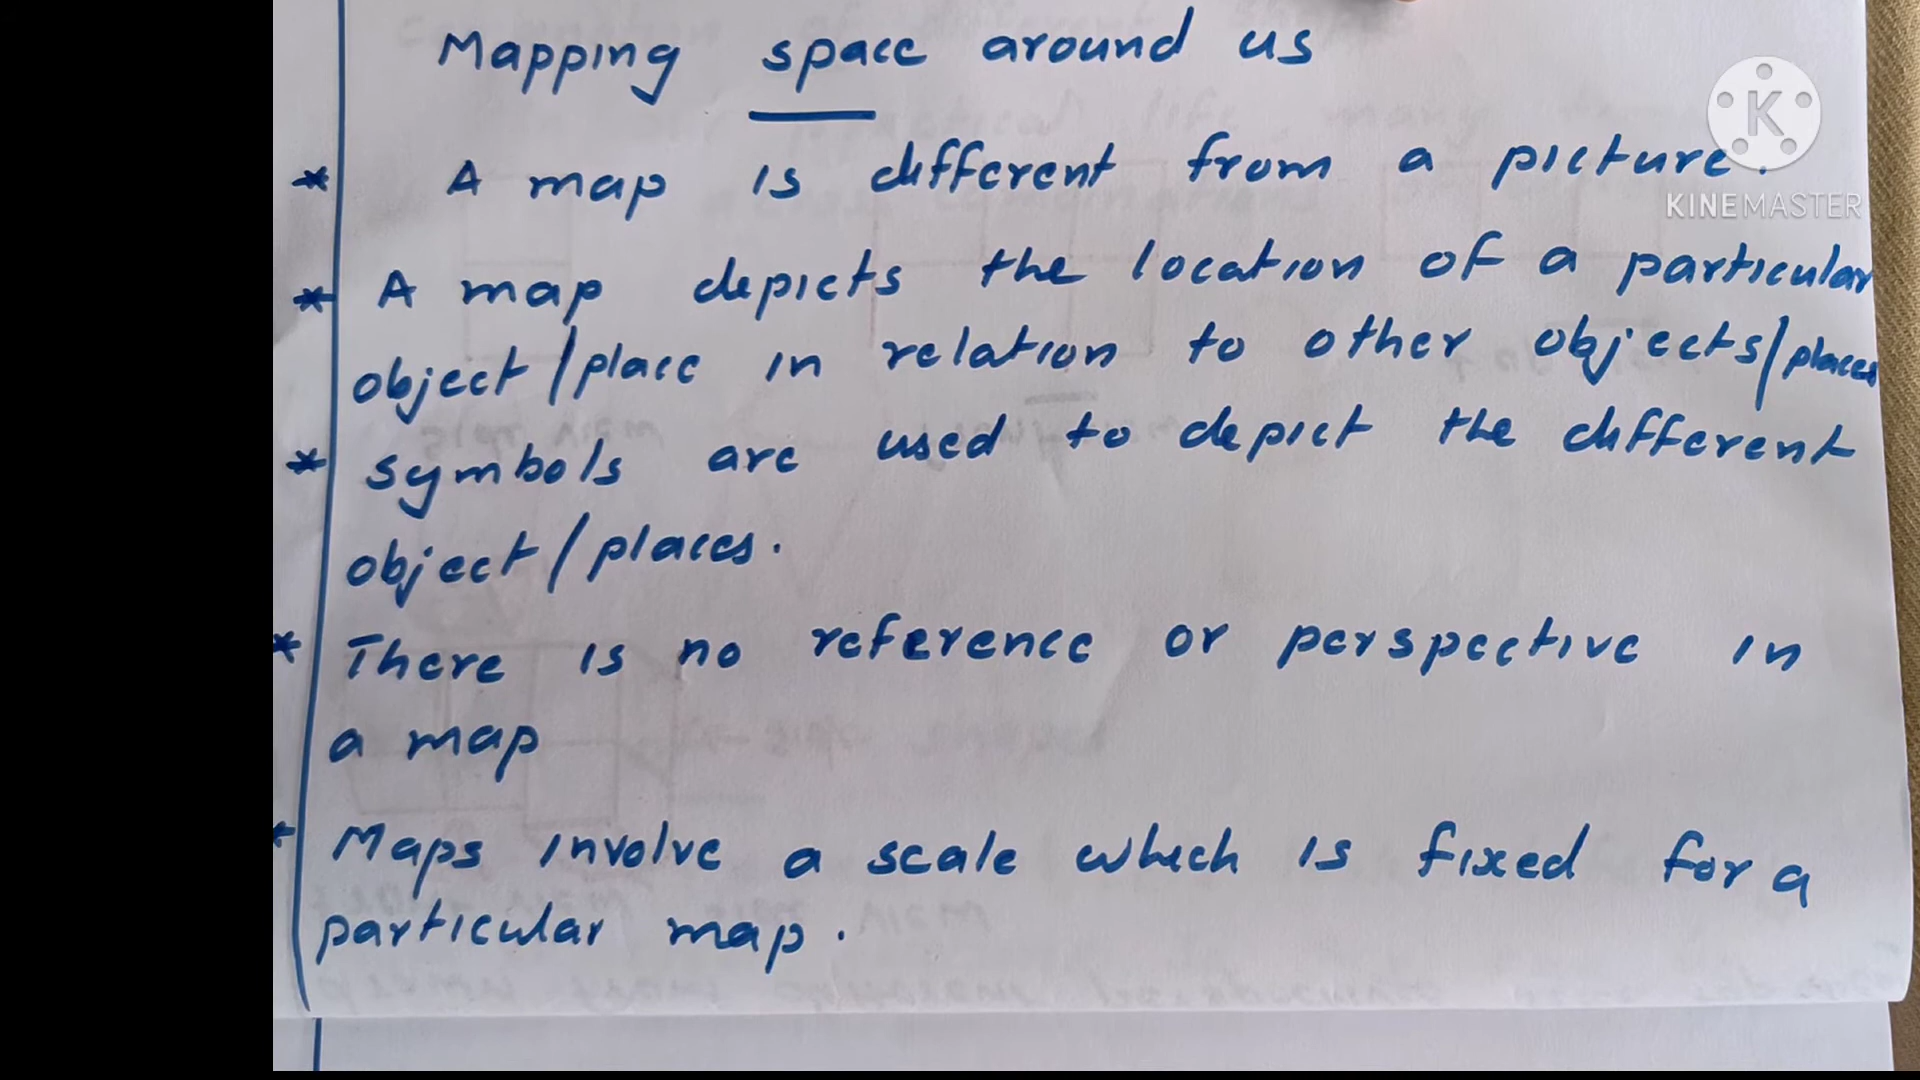 Mapping space around us
* A map is different from a picture.
* A map depicts the location of a particular
object/place in relation to other objects/places
* symbols are used to depict the different
object/places.
* There is no reference or perspective in
a map
* Maps involve a scale which is fixed for a
particular map.
K
KINEMASTER